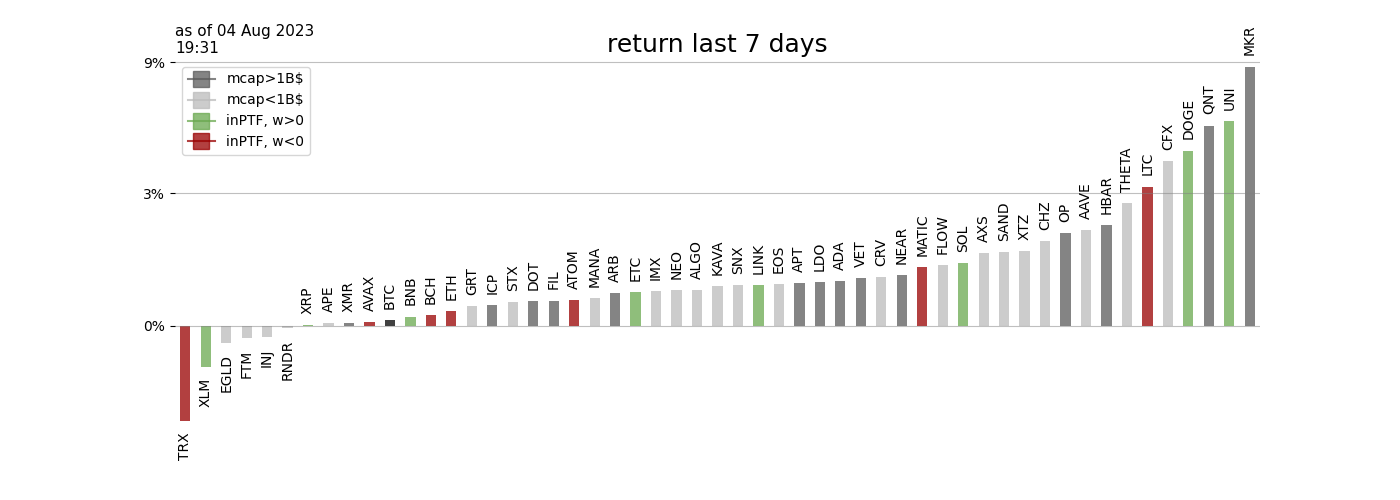 as of 04 Aug 2023
19:31
return last 7 days
9%
3%
0%
mcap>1B$
mcap<1B$
inPTF, w>0
inPTF, w<0
TRX
XLM
EGLD
FTM
INJ
RNDR
XRP
APE
XMR
AVAX
BTC
BNB
BCH
ETH
GRT
ICP
STX
DOT
FIL
ATOM
MANA
ARB
ETC
IMX
NEO
ALGO
KAVA
SNX
LINK
EOS
APT
LDO
ADA
VET
CRV
NEAR
MATIC
FLOW
SOL
AXS
SAND
XTZ
CHZ
OP
AAVE
HBAR
THETA
LTC
CFX
DOGE
QNT
UNI
MKR